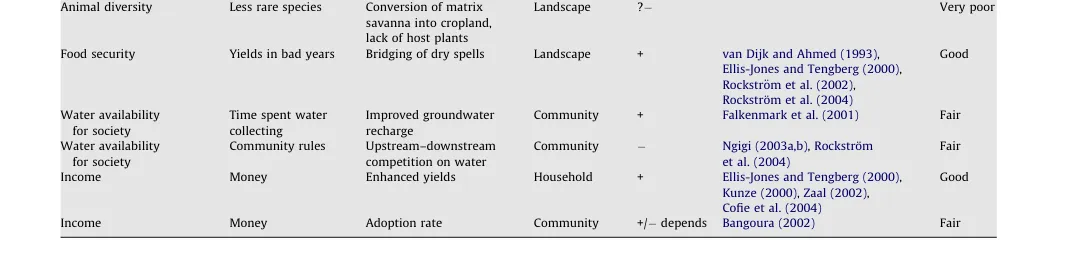 Animal diversity Less rare species Conversion of matrix Landscape ?− Very poor
savanna into cropland,
lack of host plants
Food security Yields in bad years Bridging of dry spells Landscape + van Dijk and Ahmed (1993), Good
Ellis-Jones and Tengberg (2000),
Rockström et al. (2002),
Rockström et al. (2004)
Water availability Time spent water Improved groundwater Community + Falkenmark et al. (2001) Fair
for society collecting recharge
Water availability Community rules Upstream–downstream Community − Ngigi (2003a,b), Rockström Fair
for society competition on water et al. (2004)
Income Money Enhanced yields Household + Ellis-Jones and Tengberg (2000), Good
Kunze (2000), Zaal (2002),
Cofie et al. (2004)
Income Money Adoption rate Community +/− depends Bangoura (2002) Fair